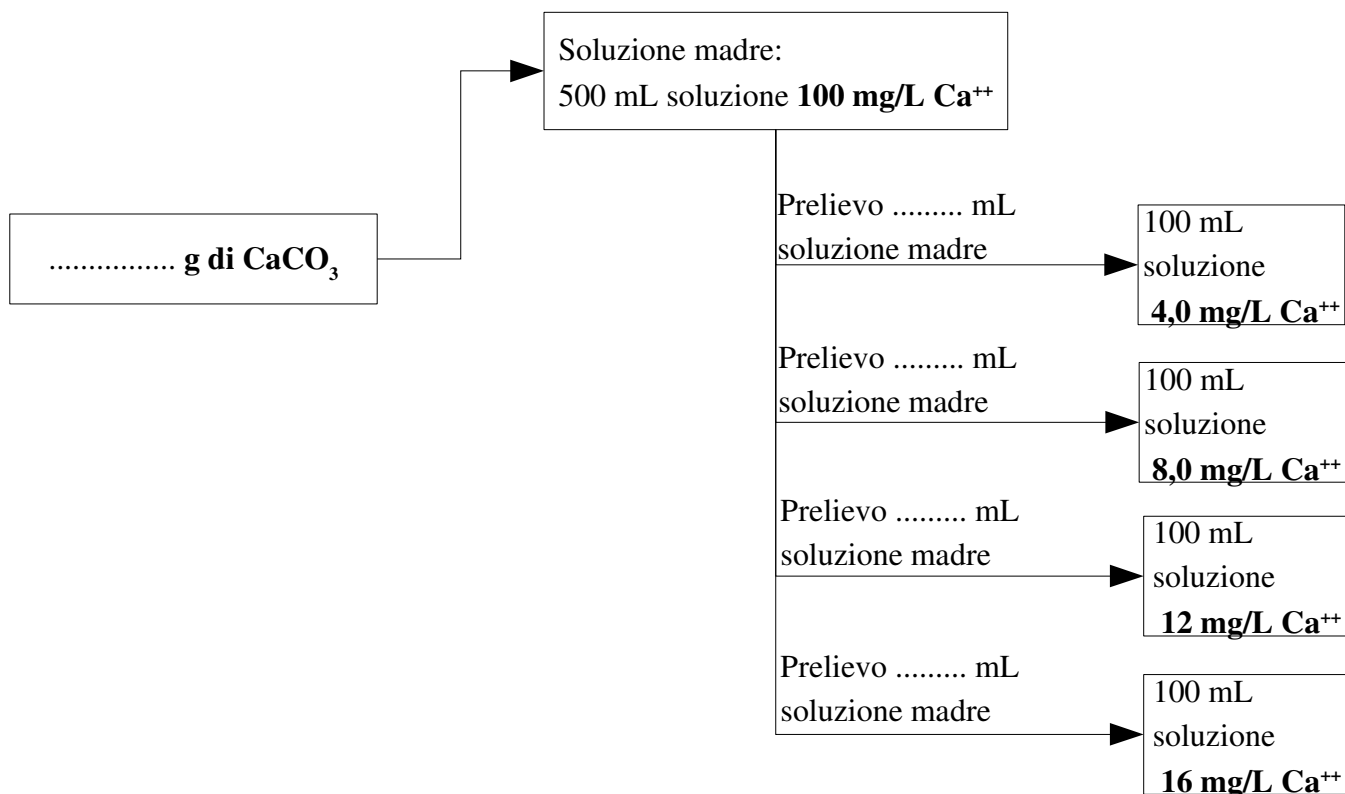 Soluzione madre:
500 mL soluzione 100 mg/L Ca⁺⁺
................ g di CaCO₃
Prelievo ......... mL
soluzione madre
100 mL
soluzione
4,0 mg/L Ca⁺⁺
Prelievo ......... mL
soluzione madre
100 mL
soluzione
8,0 mg/L Ca⁺⁺
Prelievo ......... mL
soluzione madre
100 mL
soluzione
12 mg/L Ca⁺⁺
Prelievo ......... mL
soluzione madre
100 mL
soluzione
16 mg/L Ca⁺⁺